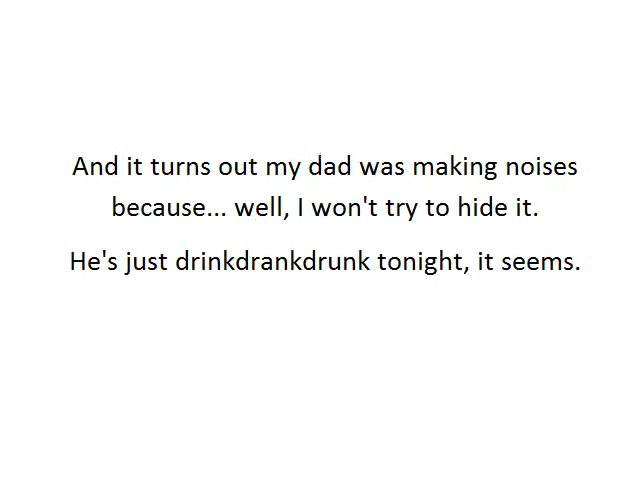 And it turns out my dad was making noises
because... well, I won't try to hide it.
He's just drinkdrankdrunk tonight, it seems.